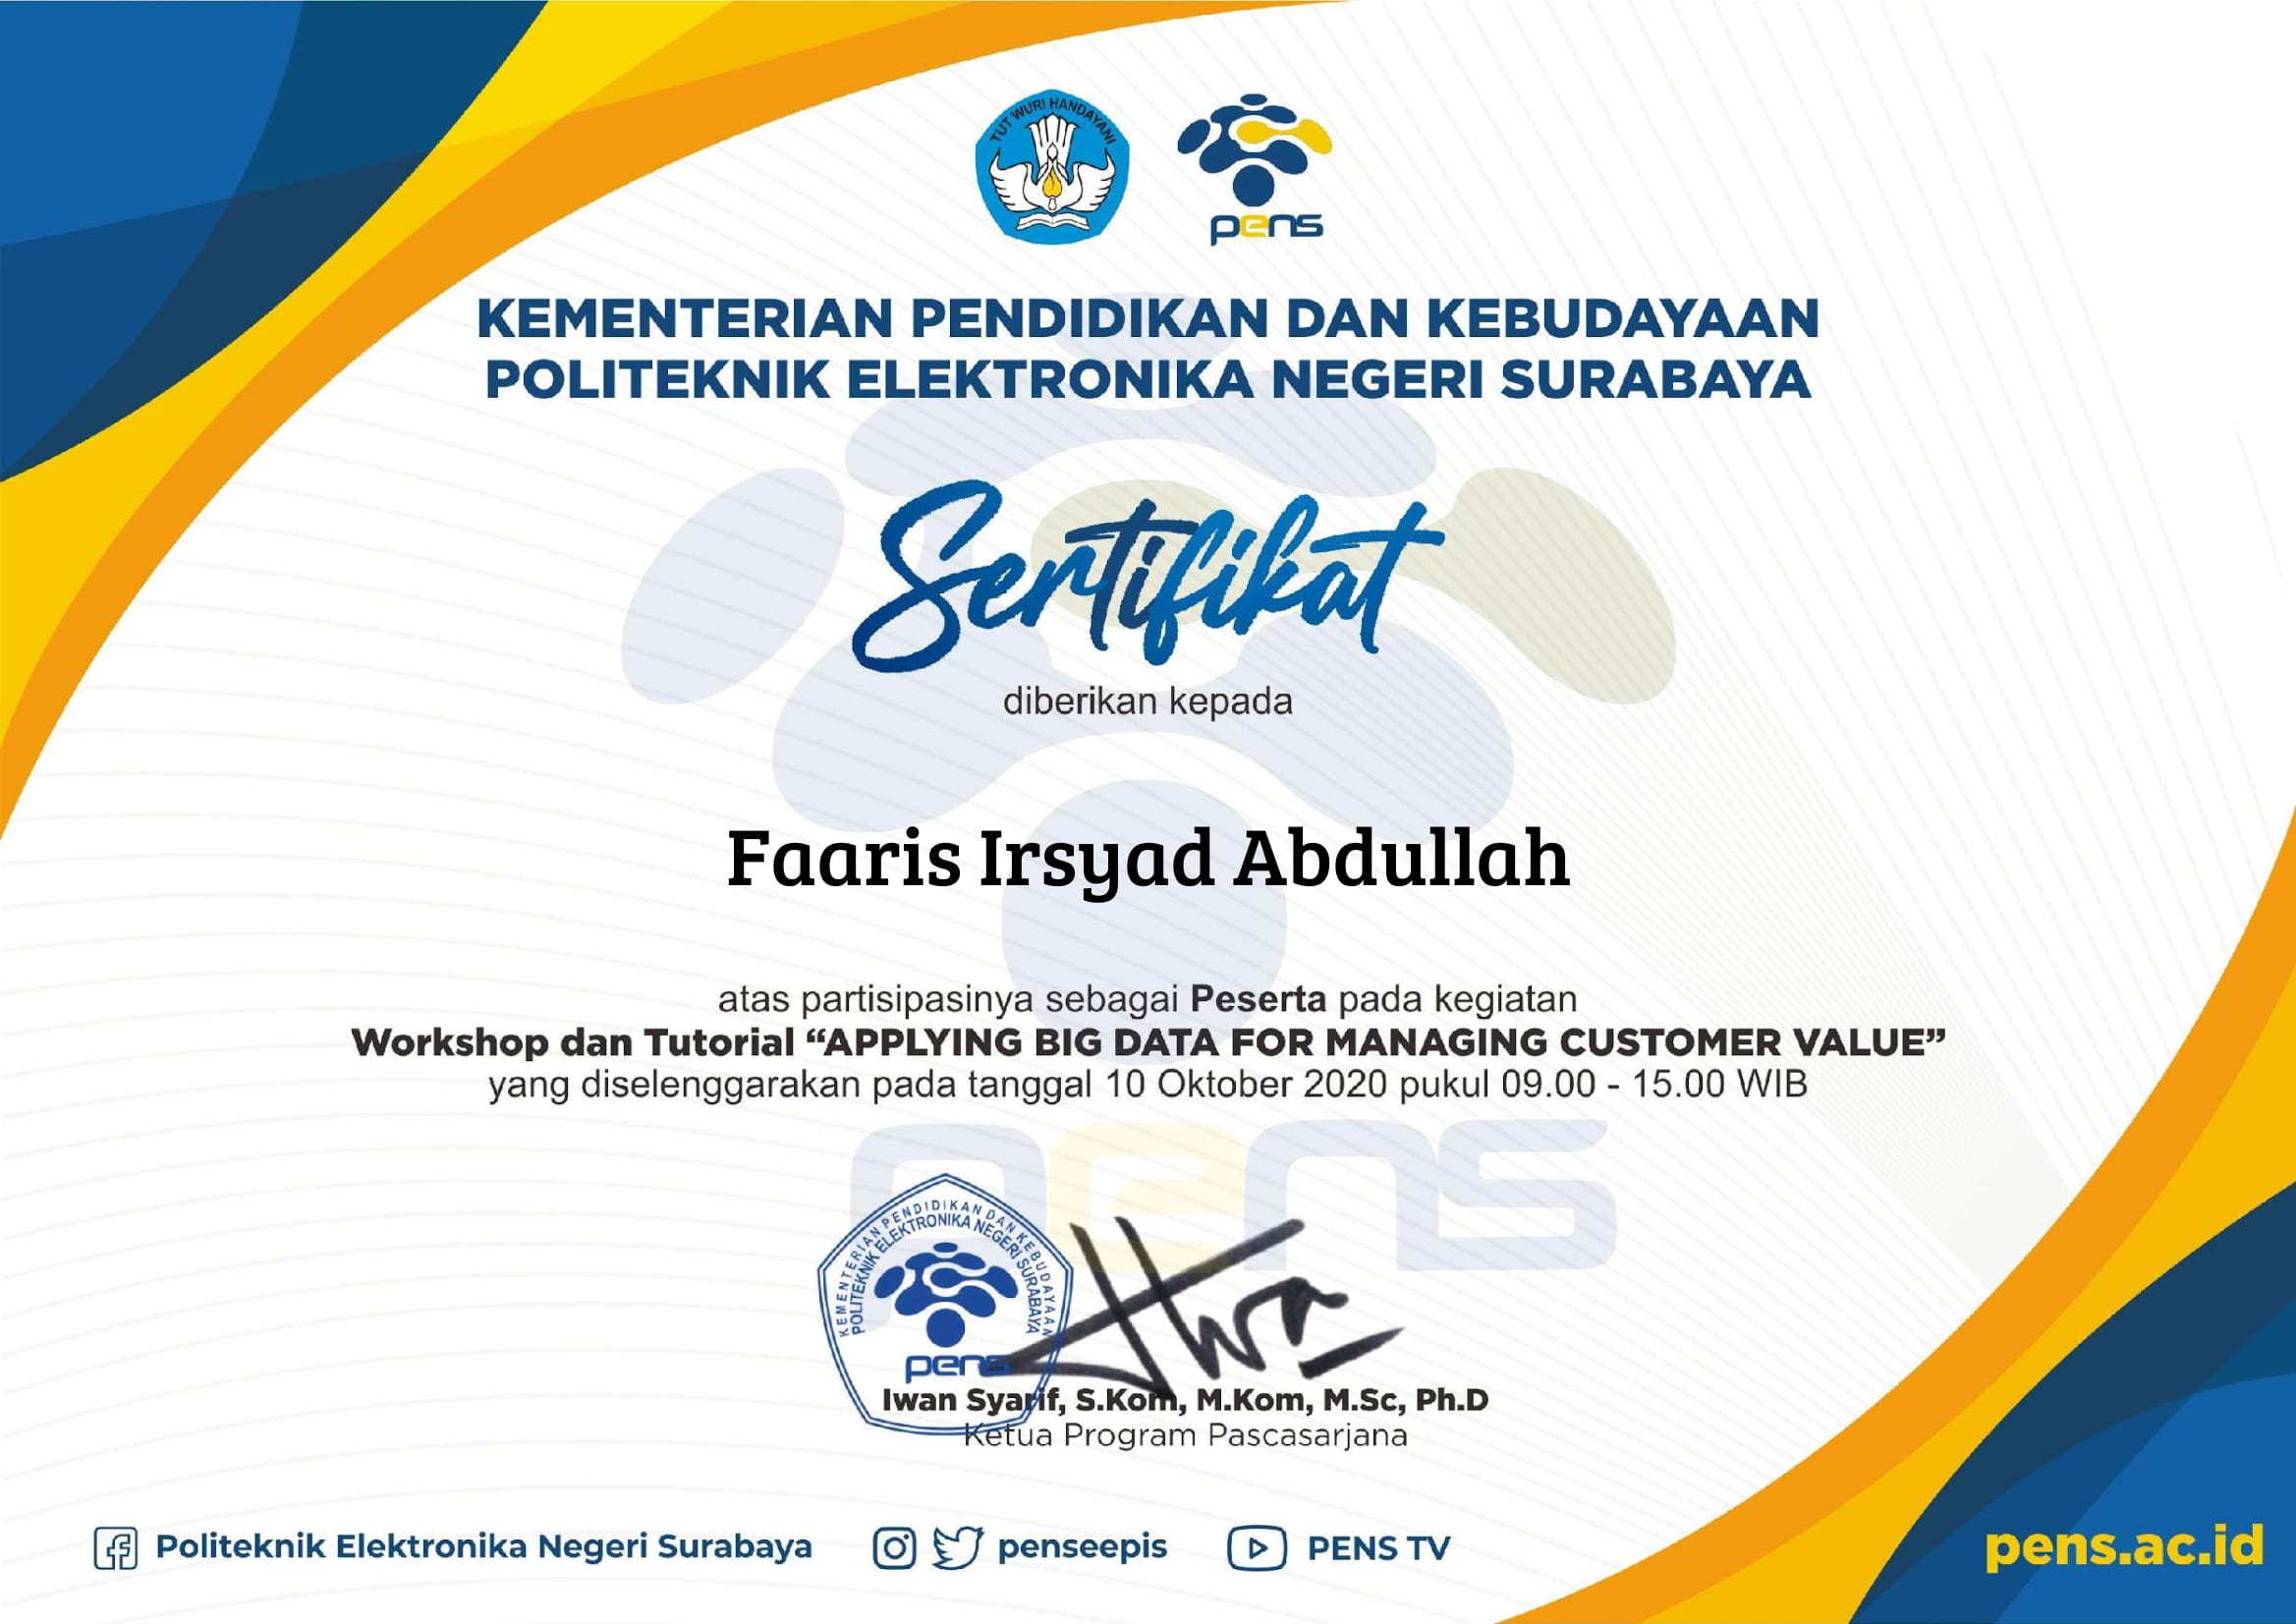 TUT WURI HANDAYANI
pens
KEMENTERIAN PENDIDIKAN DAN KEBUDAYAAN
POLITEKNIK ELEKTRONIKA NEGERI SURABAYA
Sertifikat
diberikan kepada
Faaris Irsyad Abdullah
atas partisipasinya sebagai Peserta pada kegiatan
Workshop dan Tutorial “APPLYING BIG DATA FOR MANAGING CUSTOMER VALUE”
yang diselenggarakan pada tanggal 10 Oktober 2020 pukul 09.00 - 15.00 WIB
pens
KEMENTERIAN PENDIDIKAN DAN KEBUDAYAAN
POLITEKNIK ELEKTRONIKA NEGERI SURABAYA
pens
Iwan Syarif, S.Kom, M.Kom, M.Sc, Ph.D
Ketua Program Pascasarjana
Politeknik Elektronika Negeri Surabaya penseepis PENS TV pens.ac.id